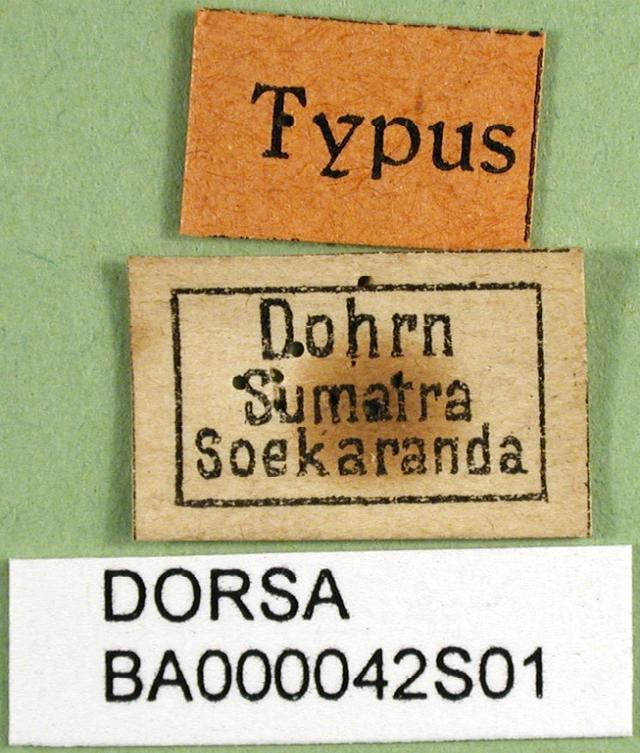 Typus
Dohrn
Sumatra
Soekaranda
DORSA
BA000042S01